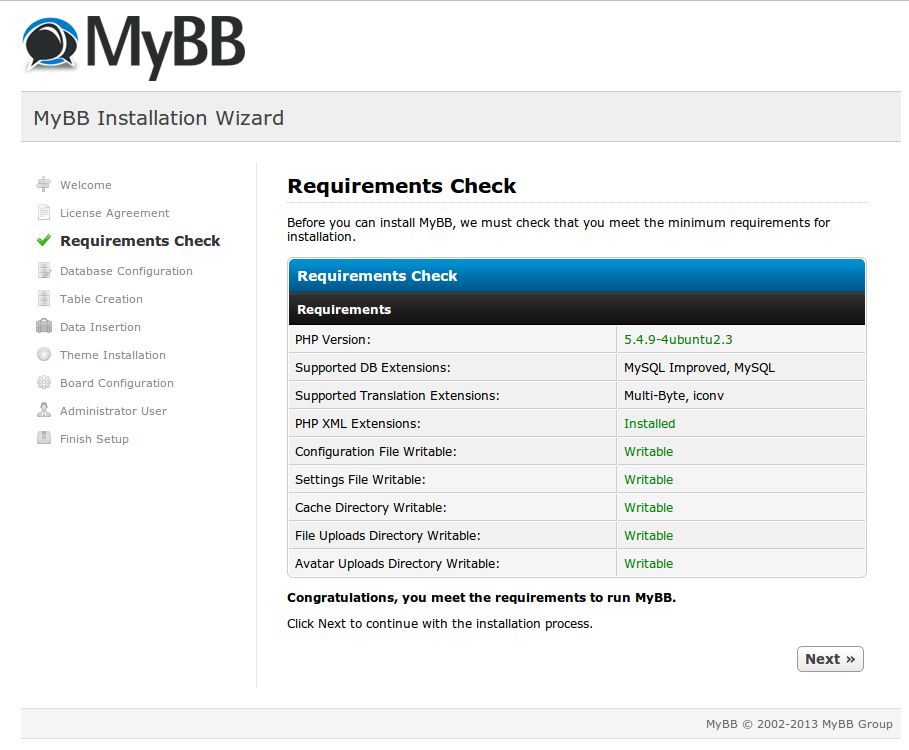 MyBB
MyBB Installation Wizard
Welcome
License Agreement
Requirements Check
Database Configuration
Table Creation
Data Insertion
Theme Installation
Board Configuration
Administrator User
Finish Setup
Requirements Check
Before you can install MyBB, we must check that you meet the minimum requirements for
installation.
Requirements Check
Requirements
PHP Version: 5.4.9-4ubuntu2.3
Supported DB Extensions: MySQL Improved, MySQL
Supported Translation Extensions: Multi-Byte, iconv
PHP XML Extensions: Installed
Configuration File Writable: Writable
Settings File Writable: Writable
Cache Directory Writable: Writable
File Uploads Directory Writable: Writable
Avatar Uploads Directory Writable: Writable
Congratulations, you meet the requirements to run MyBB.
Click Next to continue with the installation process.
Next »
MyBB © 2002-2013 MyBB Group